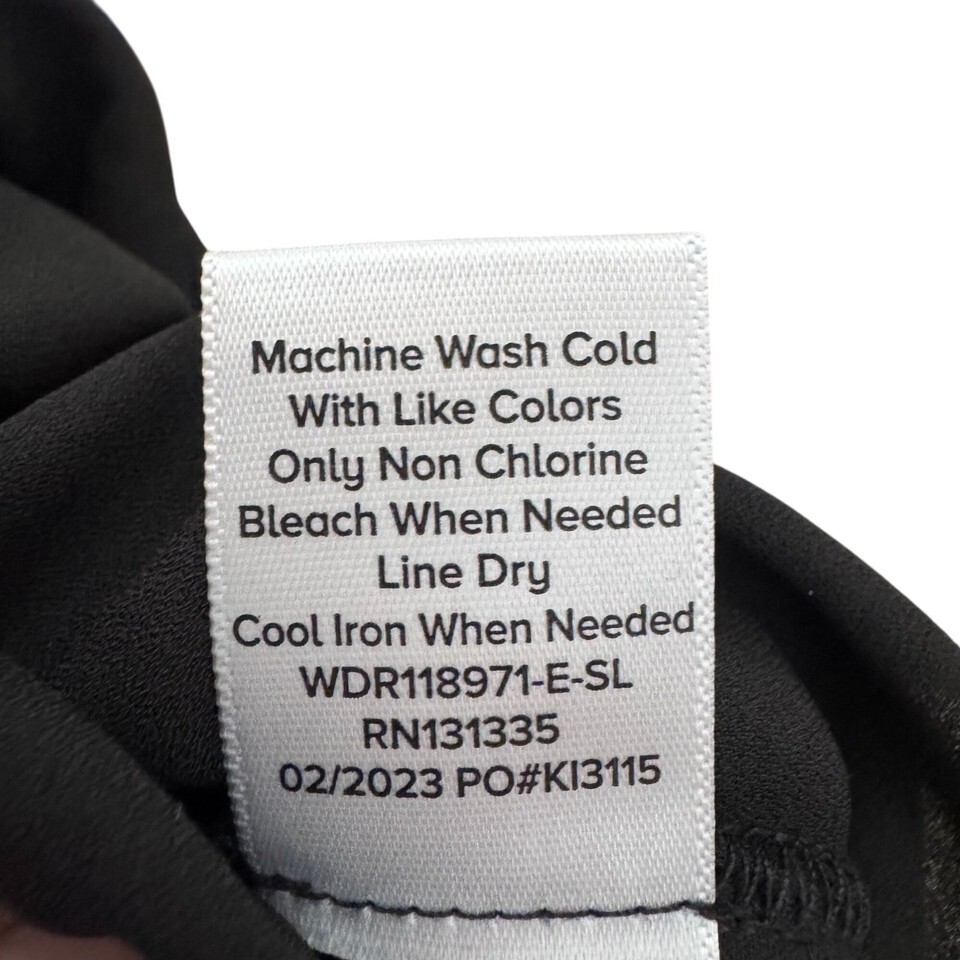 Machine Wash Cold
With Like Colors
Only Non Chlorine
Bleach When Needed
Line Dry
Cool Iron When Needed
WDR118971-E-SL
RN131335
02/2023 PO#KI3115